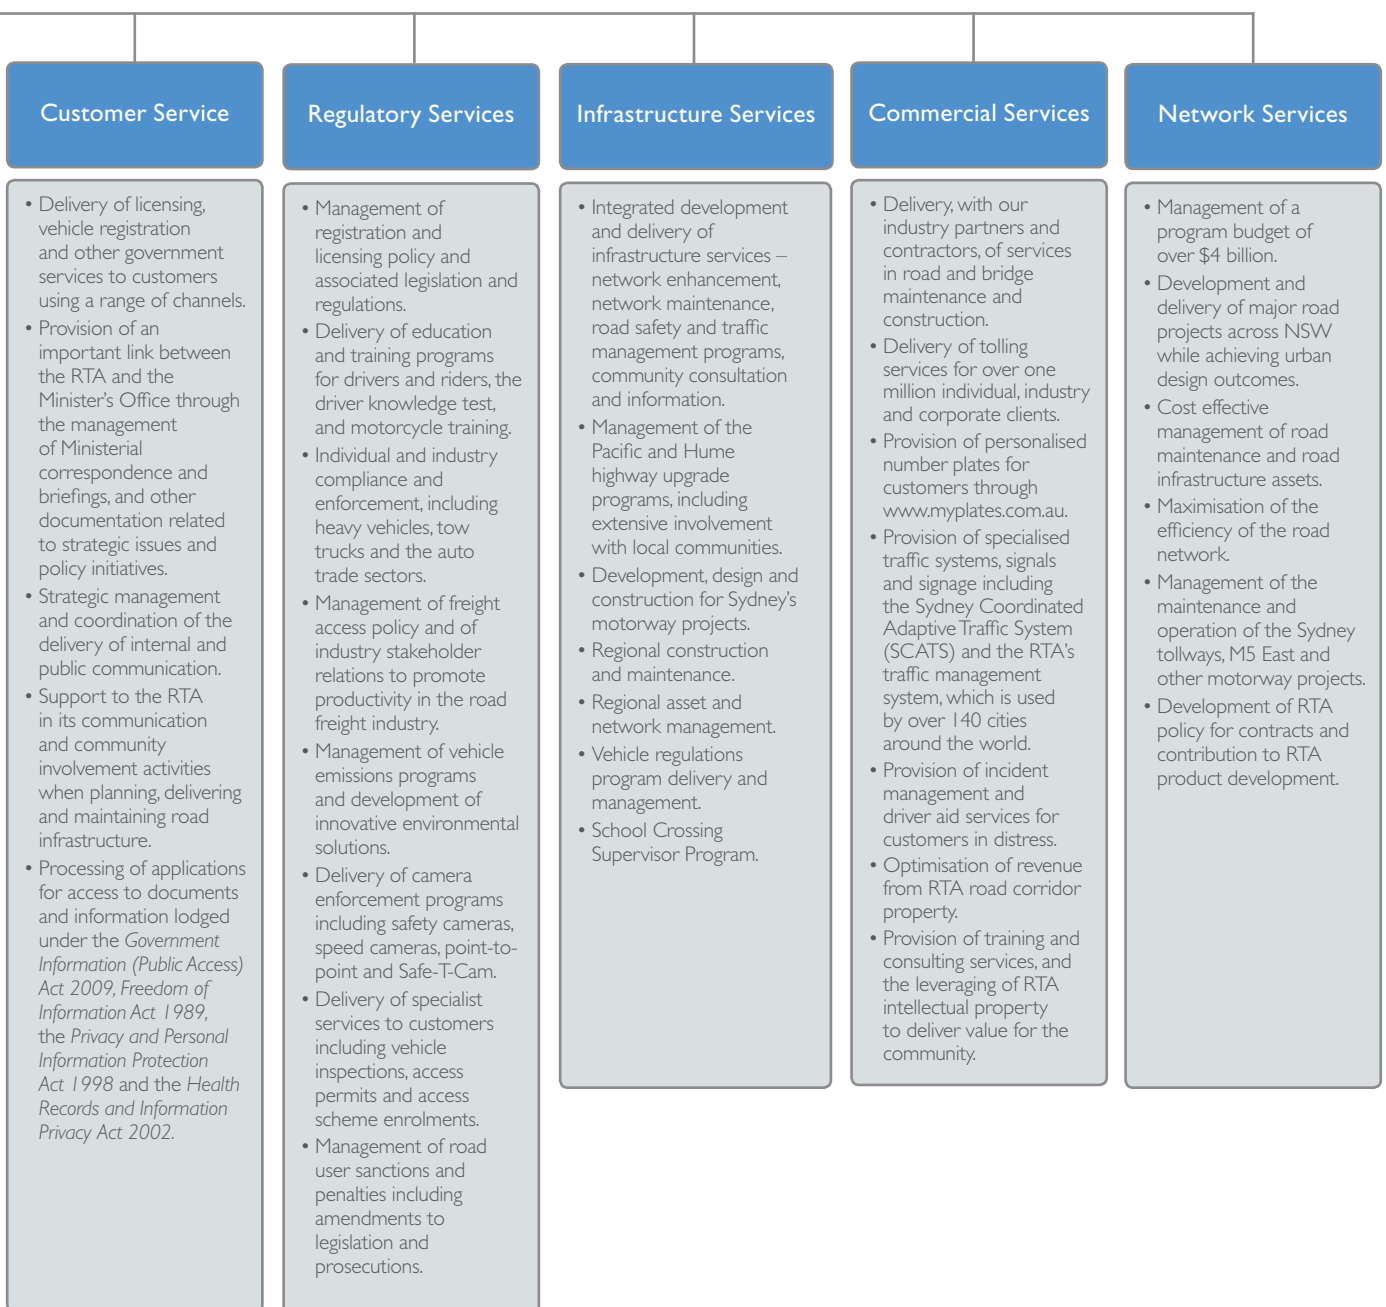 Customer Service
• Delivery of licensing,
vehicle registration
and other government
services to customers
using a range of channels.
• Provision of an
important link between
the RTA and the
Minister’s Office through
the management
of Ministerial
correspondence and
briefings, and other
documentation related
to strategic issues and
policy initiatives.
• Strategic management
and coordination of the
delivery of internal and
public communication.
• Support to the RTA
in its communication
and community
involvement activities
when planning, delivering
and maintaining road
infrastructure.
• Processing of applications
for access to documents
and information lodged
under the Government
Information (Public Access)
Act 2009, Freedom of
Information Act 1989,
the Privacy and Personal
Information Protection
Act 1998 and the Health
Records and Information
Privacy Act 2002.
Regulatory Services
• Management of
registration and
licensing policy and
associated legislation and
regulations.
• Delivery of education
and training programs
for drivers and riders, the
driver knowledge test,
and motorcycle training.
• Individual and industry
compliance and
enforcement, including
heavy vehicles, tow
trucks and the auto
trade sectors.
• Management of freight
access policy and of
industry stakeholder
relations to promote
productivity in the road
freight industry.
• Management of vehicle
emissions programs
and development of
innovative environmental
solutions.
• Delivery of camera
enforcement programs
including safety cameras,
speed cameras, point-to-
point and Safe-T-Cam.
• Delivery of specialist
services to customers
including vehicle
inspections, access
permits and access
scheme enrolments.
• Management of road
user sanctions and
penalties including
amendments to
legislation and
prosecutions.
Infrastructure Services
• Integrated development
and delivery of
infrastructure services –
network enhancement,
network maintenance,
road safety and traffic
management programs,
community consultation
and information.
• Management of the
Pacific and Hume
highway upgrade
programs, including
extensive involvement
with local communities.
• Development, design and
construction for Sydney’s
motorway projects.
• Regional construction
and maintenance.
• Regional asset and
network management.
• Vehicle regulations
program delivery and
management.
• School Crossing
Supervisor Program.
Commercial Services
• Delivery, with our
industry partners and
contractors, of services
in road and bridge
maintenance and
construction.
• Delivery of tolling
services for over one
million individual, industry
and corporate clients.
• Provision of personalised
number plates for
customers through
www.myplates.com.au.
• Provision of specialised
traffic systems, signals
and signage including
the Sydney Coordinated
Adaptive Traffic System
(SCATS) and the RTA’s
traffic management
system, which is used
by over 140 cities
around the world.
• Provision of incident
management and
driver aid services for
customers in distress.
• Optimisation of revenue
from RTA road corridor
property.
• Provision of training and
consulting services, and
the leveraging of RTA
intellectual property
to deliver value for the
community.
Network Services
• Management of a
program budget of
over $4 billion.
• Development and
delivery of major road
projects across NSW
while achieving urban
design outcomes.
• Cost effective
management of road
maintenance and road
infrastructure assets.
• Maximisation of the
efficiency of the road
network.
• Management of the
maintenance and
operation of the Sydney
tollways, M5 East and
other motorway projects.
• Development of RTA
policy for contracts and
contribution to RTA
product development.